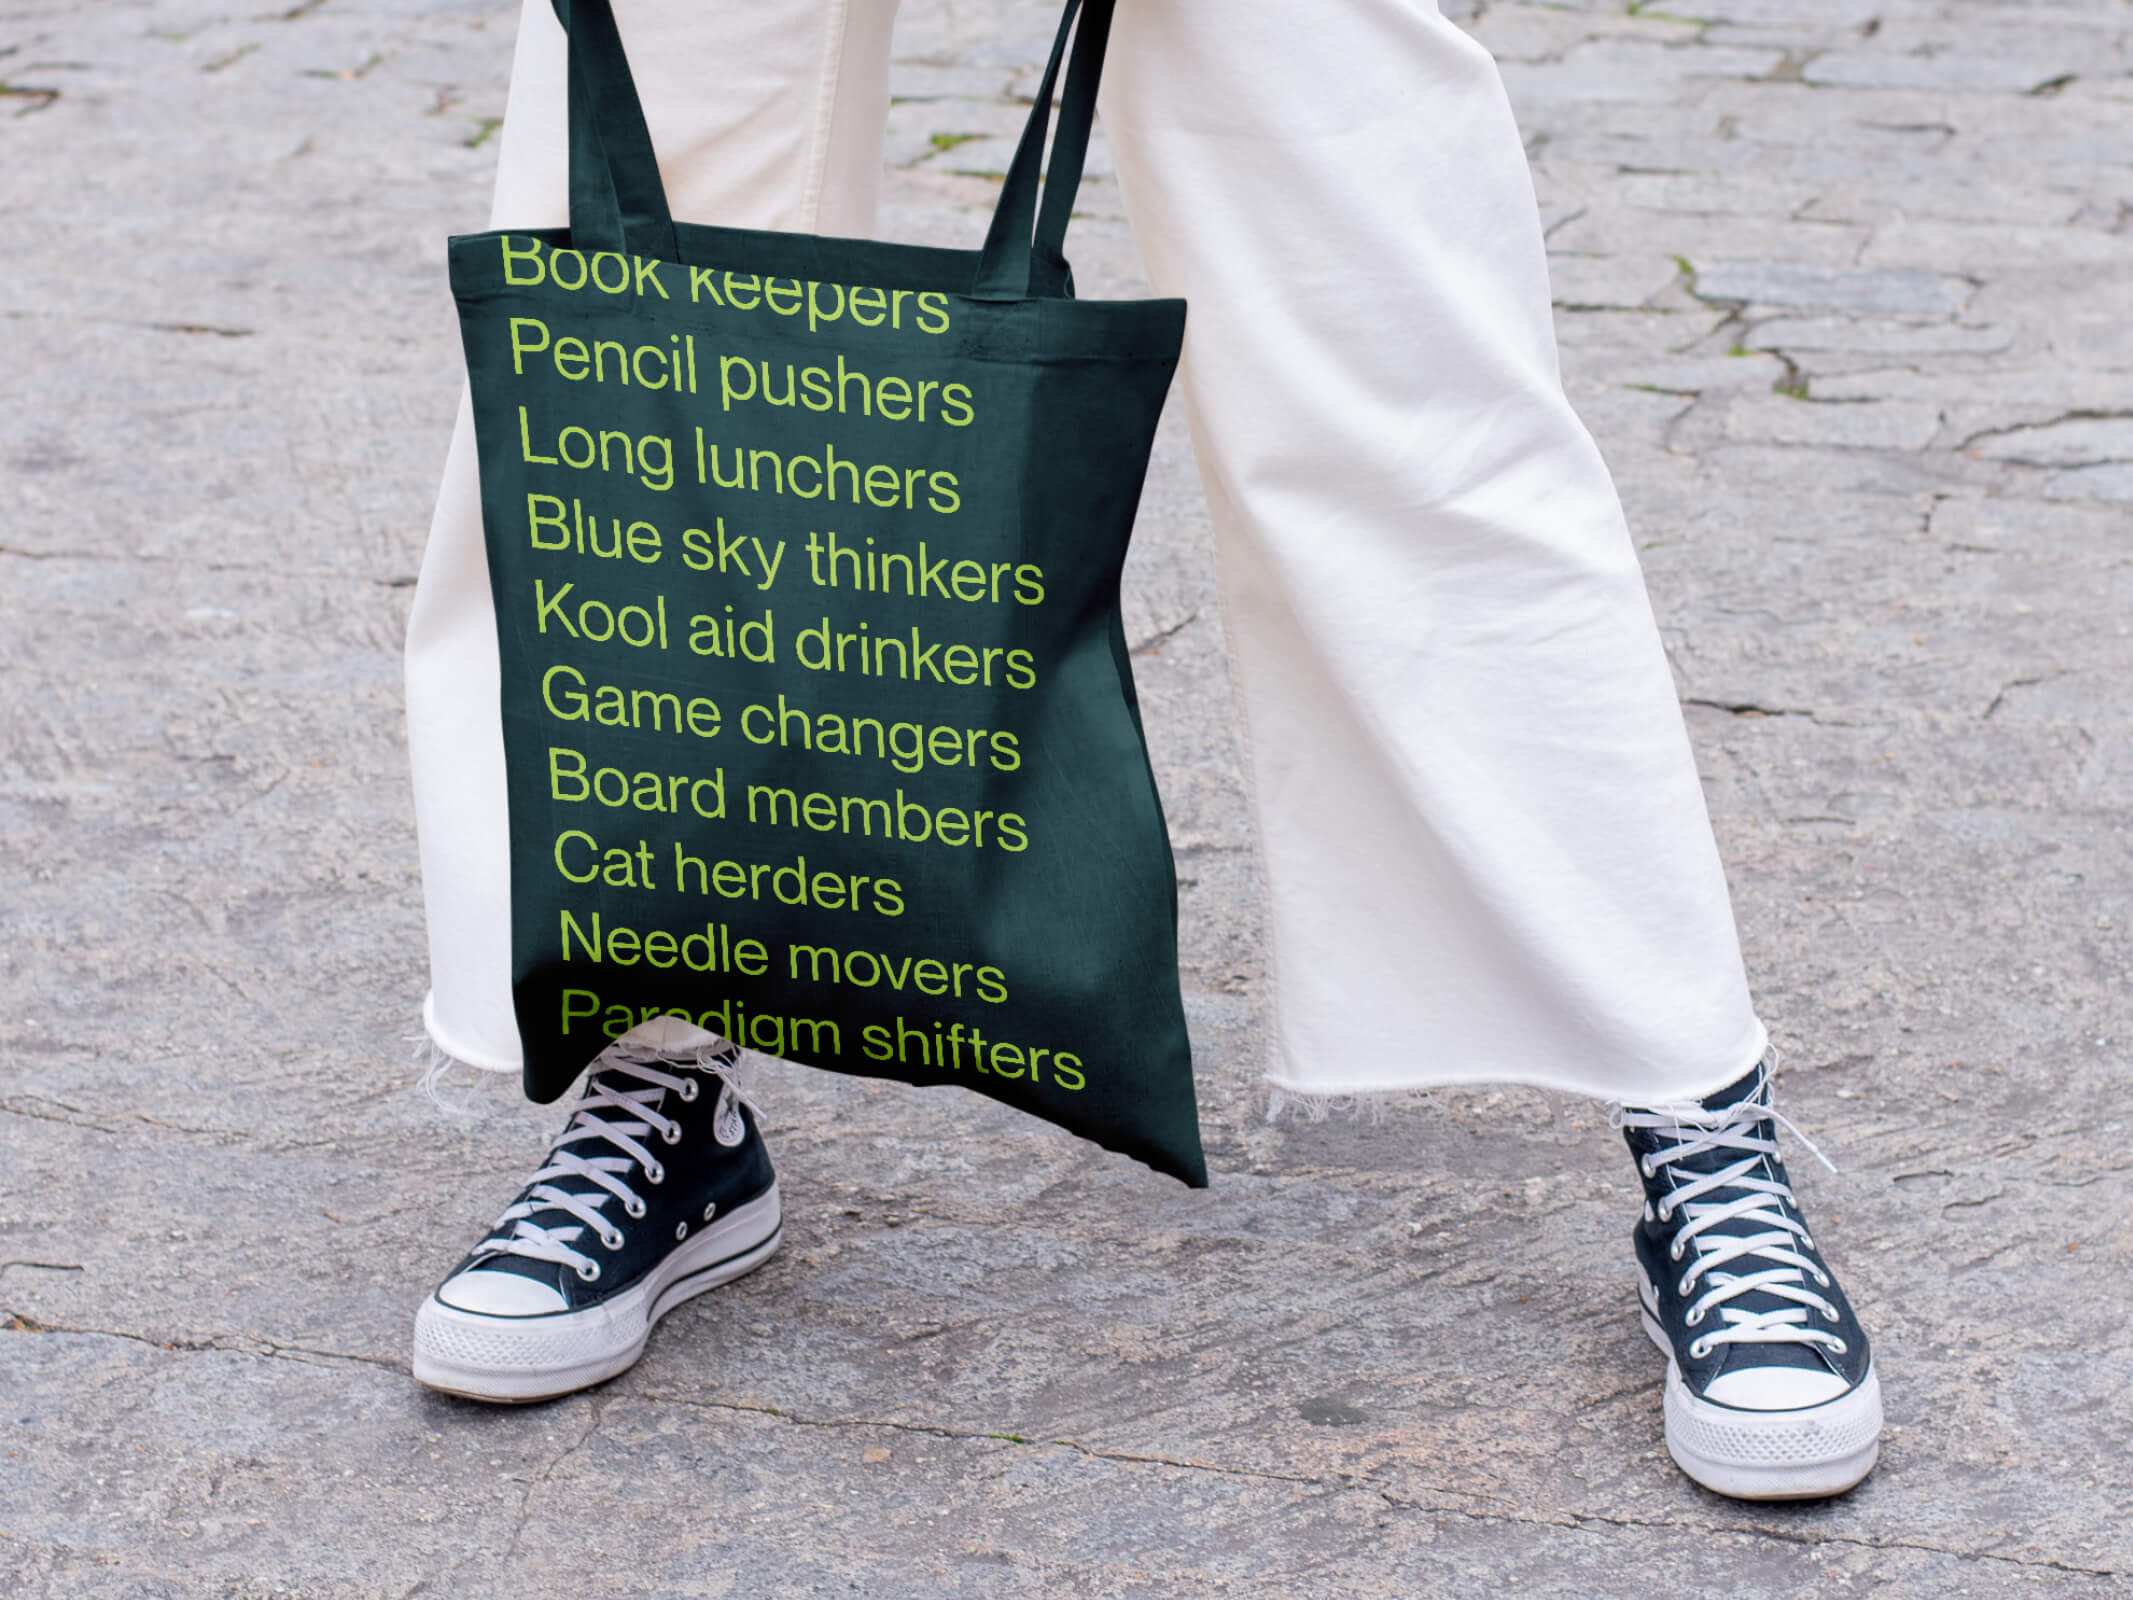 Book keepers
Pencil pushers
Long lunchers
Blue sky thinkers
Kool aid drinkers
Game changers
Board members
Cat herders
Needle movers
Paradigm shifters